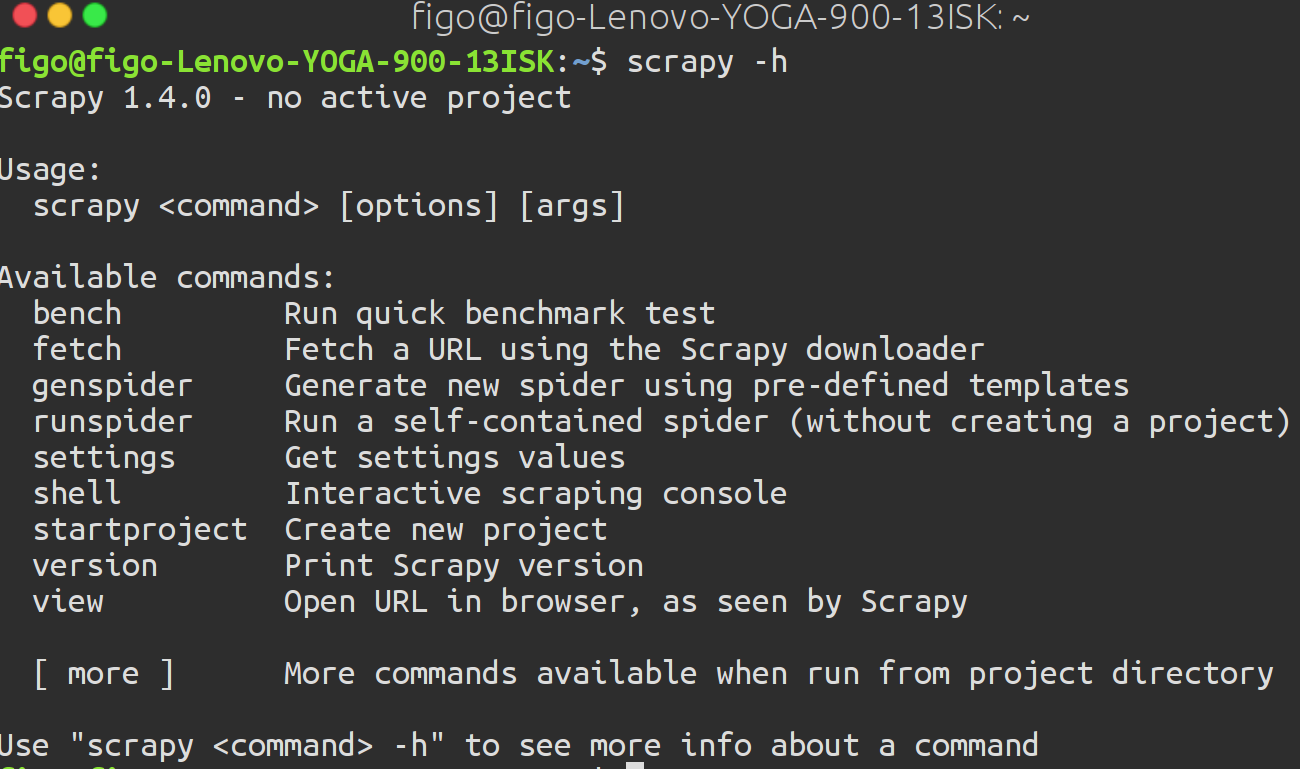 figo@figo-Lenovo-YOGA-900-13ISK: ~
figo@figo-Lenovo-YOGA-900-13ISK:~$ scrapy -h
Scrapy 1.4.0 - no active project
Usage:
  scrapy <command> [options] [args]
Available commands:
  bench         Run quick benchmark test
  fetch         Fetch a URL using the Scrapy downloader
  genspider     Generate new spider using pre-defined templates
  runspider     Run a self-contained spider (without creating a project)
  settings      Get settings values
  shell         Interactive scraping console
  startproject  Create new project
  version       Print Scrapy version
  view          Open URL in browser, as seen by Scrapy
  [ more ]      More commands available when run from project directory
Use "scrapy <command> -h" to see more info about a command